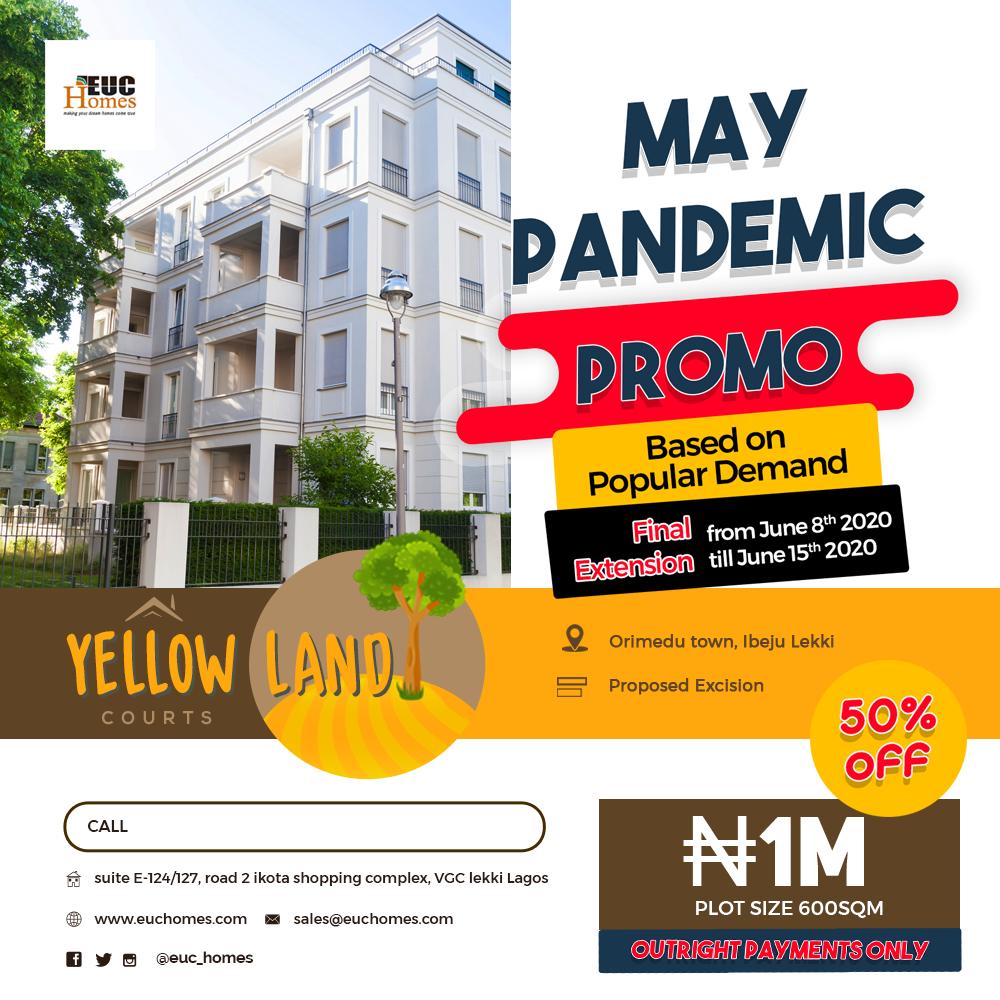 EUC
Homes
making your dream homes come true
MAY
PANDEMIC
PROMO
Based on
Popular Demand
Final
Extension
from June 8th 2020
till June 15th 2020
YELLOW LAND
COURTS
Orimedu town, Ibeju Lekki
Proposed Excision
50%
OFF
CALL
suite E-124/127, road 2 ikota shopping complex, VGC lekki Lagos
www.euchomes.com sales@euchomes.com
@euc_homes
₦1M
PLOT SIZE 600SQM
OUTRIGHT PAYMENTS ONLY